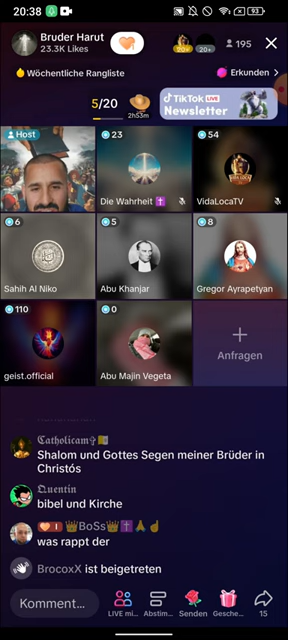 20:38
93
Bruder Harut
23.3K Likes
20+
20+
195
Wöchentliche Rangliste
Erkunden
5/20
2h53m
TikTok LIVE
Newsletter
Host
23
54
Die Wahrheit ✝️
VidaLocaTV
6
5
8
Sahih Al Niko
Abu Khanjar
Gregor Ayrapetyan
110
0
geist.official
Abu Majin Vegeta
Anfragen
𝕮𝖆𝖙𝖍𝖔𝖑𝖎𝖈𝖆𝖒✞🇻🇦
Shalom und Gottes Segen meiner Brüder in
Christós
𝕼𝖚𝖊𝖓𝖙𝖎𝖓
bibel und Kirche
I 👑BoSs👑✝️🙏☝️
was rappt der
BrocoxX ist beigetreten
Komment...
LIVE mi...
Abstim...
Senden
Gesche...
15